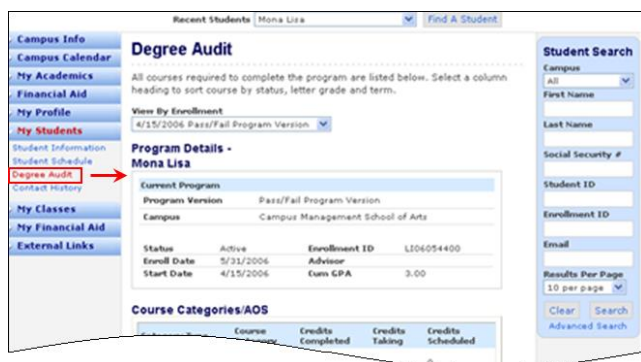 Recent Students Mona Lisa Find A Student
Campus Info
Campus Calendar
My Academics
Financial Aid
My Profile
My Students
Student Information
Student Schedule
Degree Audit
Contact History
My Classes
My Financial Aid
External Links
Degree Audit
All courses required to complete the program are listed below. Select a column
heading to sort course by status, letter grade and term.
View By Enrollment
4/15/2006 Pass/Fail Program Version
Program Details -
Mona Lisa
Current Program
Program Version Pass/Fail Program Version
Campus Campus Management School of Arts
Status Active Enrollment ID LI06054400
Enroll Date 5/31/2006 Advisor
Start Date 4/15/2006 Cum GPA 3.00
Course Categories/AOS
Course Credits Credits Credits
Completed Taking Scheduled
Student Search
Campus
All
First Name
Last Name
Social Security #
Student ID
Enrollment ID
Email
Results Per Page
10 per page
Clear Search
Advanced Search